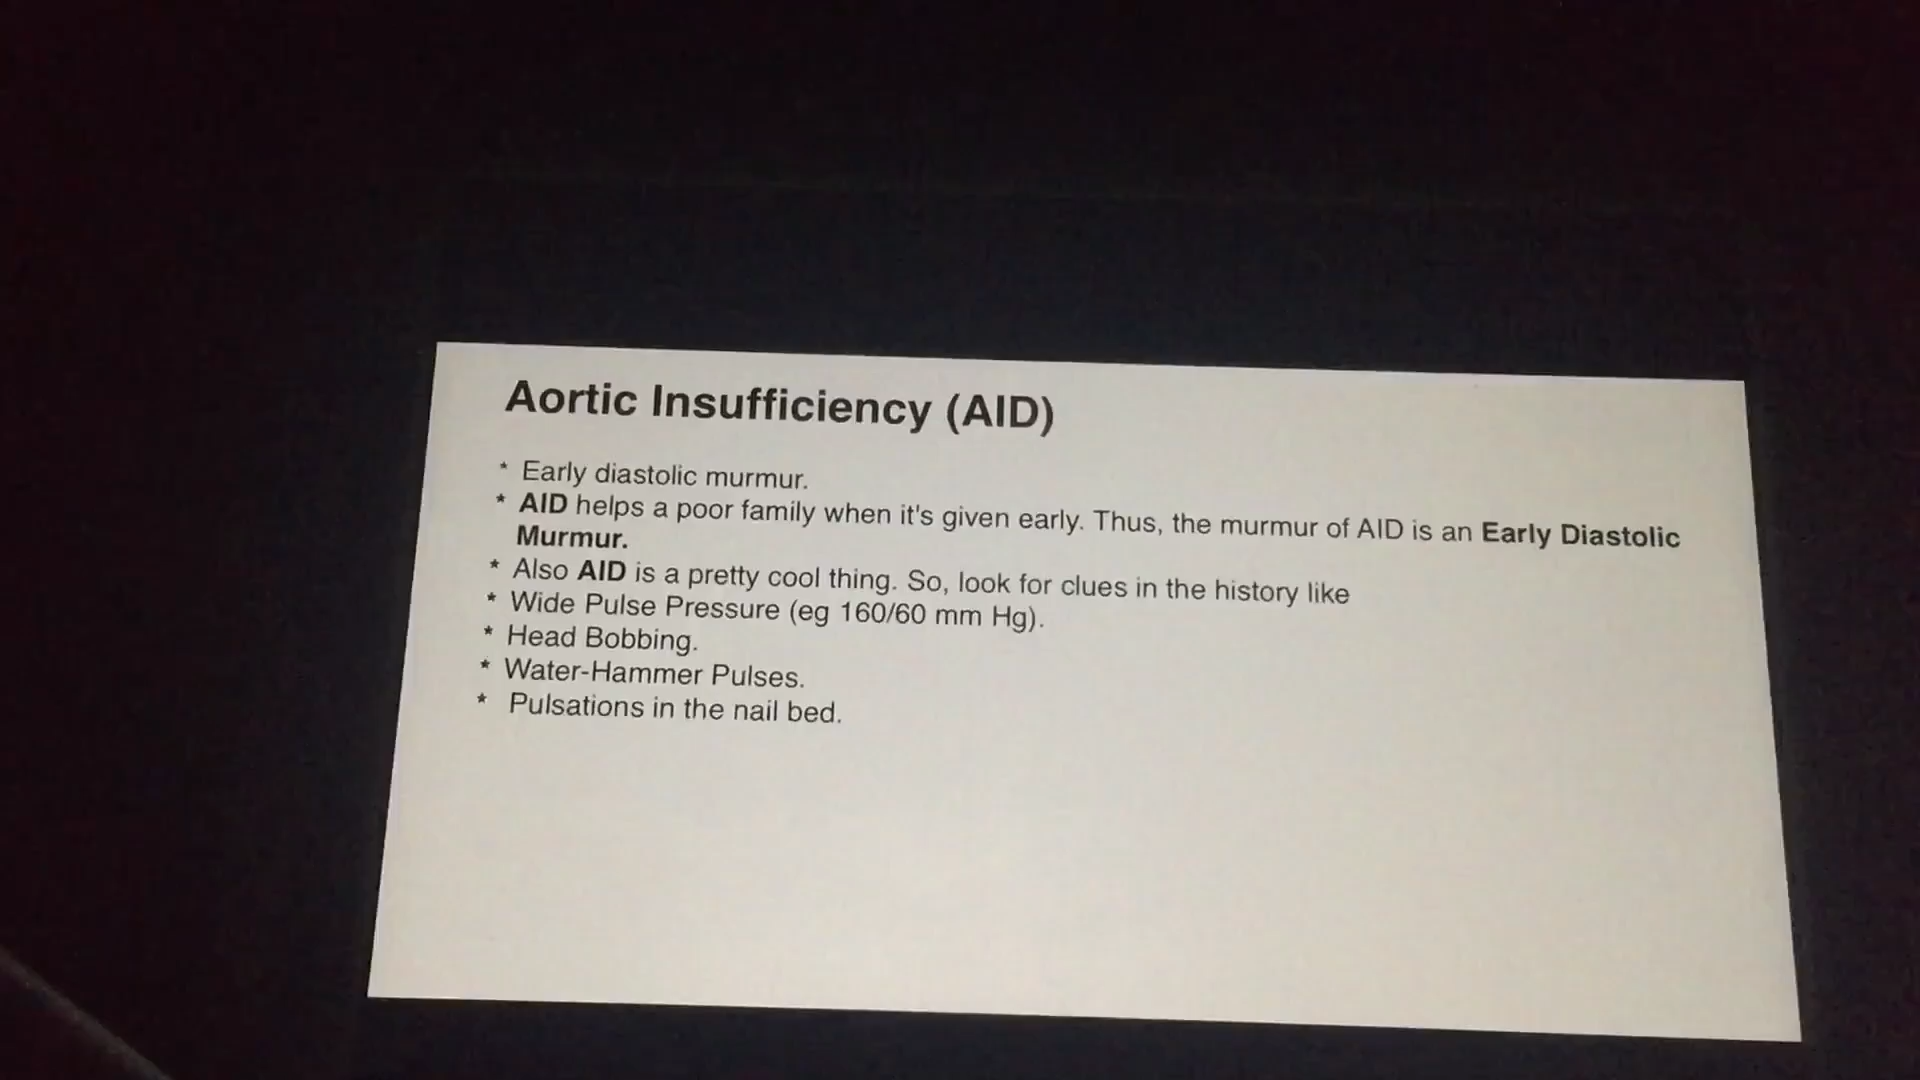 Aortic Insufficiency (AID)
* Early diastolic murmur.
* AID helps a poor family when it's given early. Thus, the murmur of AID is an Early Diastolic
Murmur.
* Also AID is a pretty cool thing. So, look for clues in the history like
* Wide Pulse Pressure (eg 160/60 mm Hg).
* Head Bobbing.
* Water-Hammer Pulses.
* Pulsations in the nail bed.